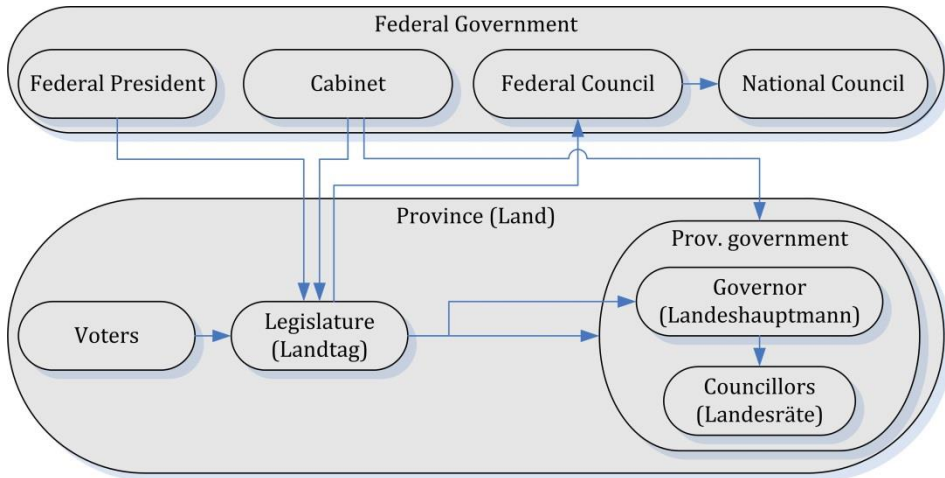 Federal Government
Federal President
Cabinet
Federal Council
National Council
Province (Land)
Prov. government
Voters
Legislature
(Landtag)
Governor
(Landeshauptmann)
Councillors
(Landesräte)